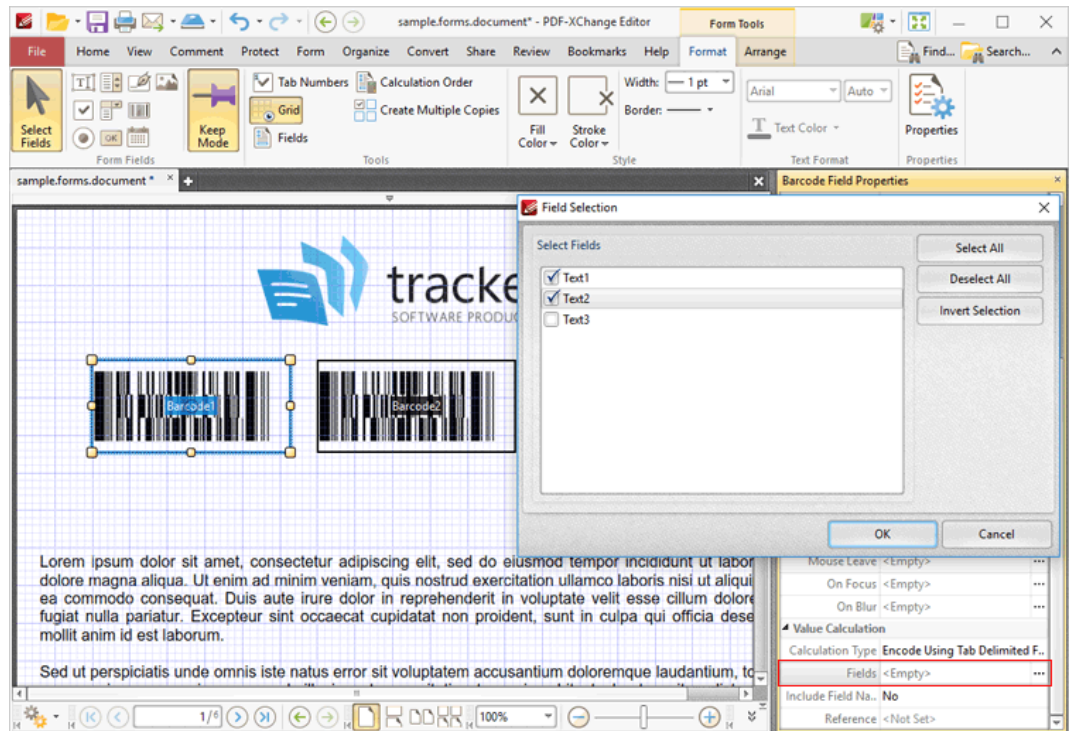 sample.forms.document* - PDF-XChange Editor
Form Tools
File Home View Comment Protect Form Organize Convert Share Review Bookmarks Help Format Arrange Find... Search...
Select Fields
OK
Form Fields
Keep Mode
Tab Numbers
Grid
Fields
Calculation Order
Create Multiple Copies
Tools
Fill Color
Stroke Color
Width: 1 pt
Border:
Style
Arial Auto
Text Color
Text Format
Properties
Properties
sample.forms.document *
Barcode Field Properties
tracke
SOFTWARE PRODU
Barcode1
Barcode2
Field Selection
Select Fields
Text1
Text2
Text3
Select All
Deselect All
Invert Selection
OK Cancel
Lorem ipsum dolor sit amet, consectetur adipiscing elit, sed do eiusmod tempor incididunt ut labor
dolore magna aliqua. Ut enim ad minim veniam, quis nostrud exercitation ullamco laboris nisi ut aliqui
ea commodo consequat. Duis aute irure dolor in reprehenderit in voluptate velit esse cillum dolore
fugiat nulla pariatur. Excepteur sint occaecat cupidatat non proident, sunt in culpa qui officia dese
mollit anim id est laborum.
Sed ut perspiciatis unde omnis iste natus error sit voluptatem accusantium doloremque laudantium, to
Mouse Leave <Empty> ...
On Focus <Empty> ...
On Blur <Empty> ...
Value Calculation
Calculation Type Encode Using Tab Delimited F..
Fields <Empty> ...
Include Field Na.. No
Reference <Not Set>
1/6
100%